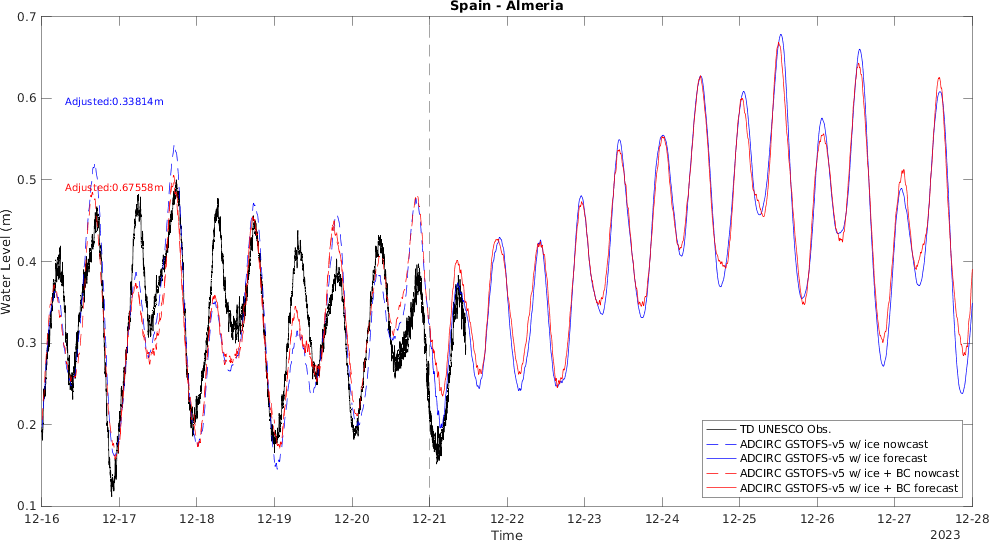 Spain - Almeria
0.7
0.6
0.5
0.4
0.3
0.2
0.1
Water Level (m)
Adjusted:0.33814m
Adjusted:0.67558m
TD UNESCO Obs.
ADCIRC GSTOFS-v5 w/ ice nowcast
ADCIRC GSTOFS-v5 w/ ice forecast
ADCIRC GSTOFS-v5 w/ ice + BC nowcast
ADCIRC GSTOFS-v5 w/ ice + BC forecast
12-16 12-17 12-18 12-19 12-20 12-21 12-22 12-23 12-24 12-25 12-26 12-27 12-28
Time
2023